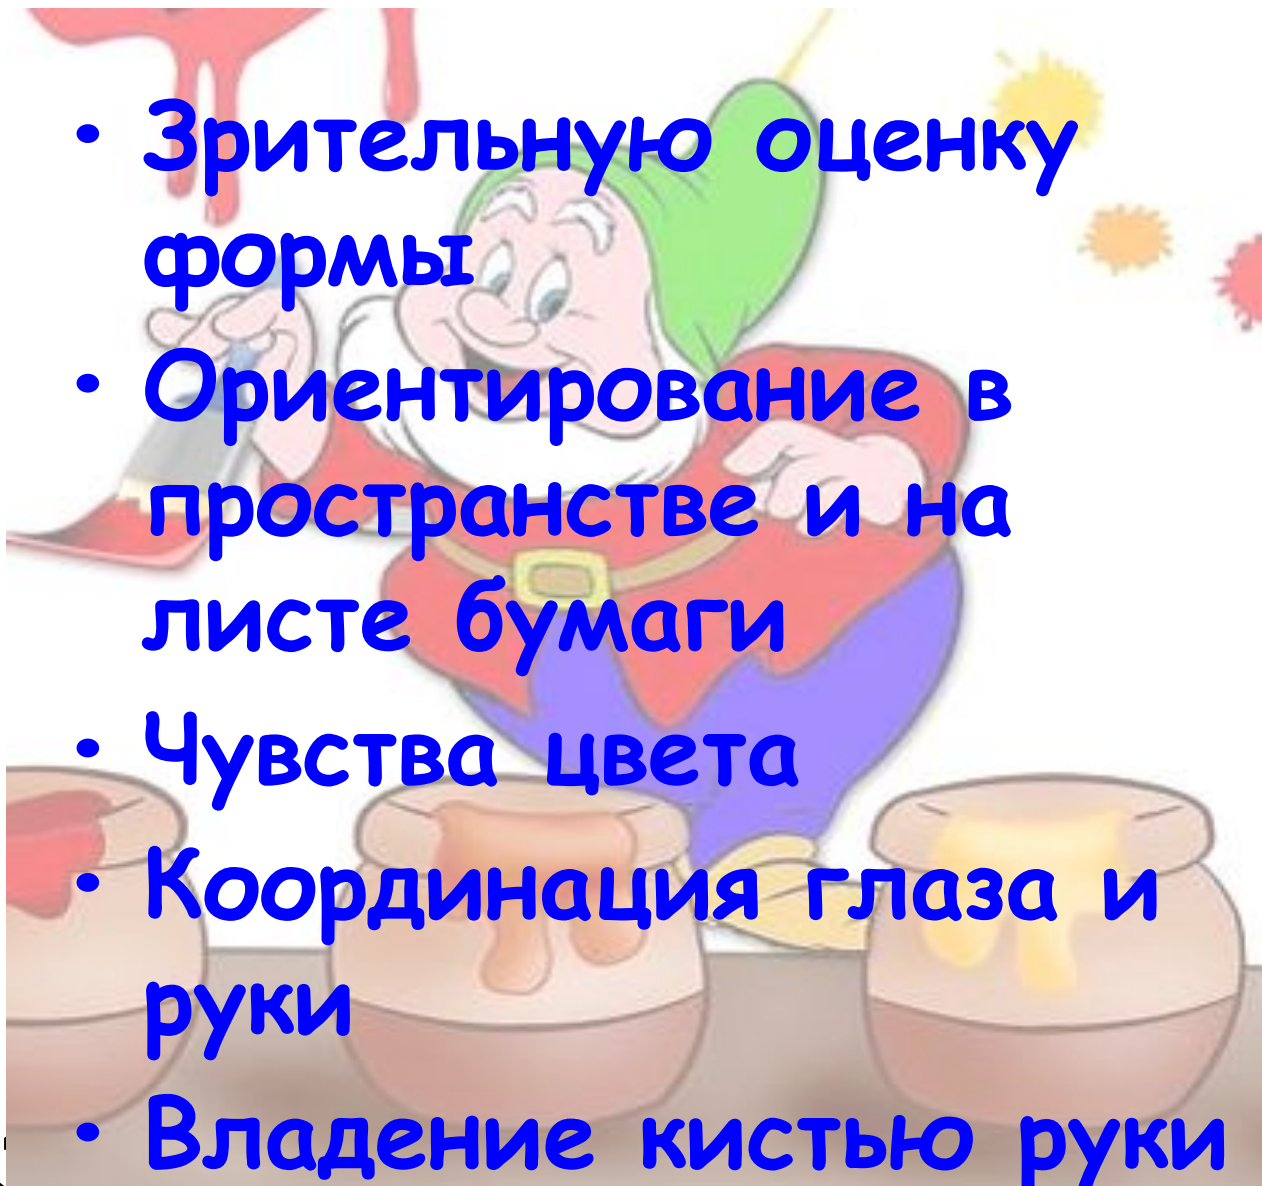 • Зрительную оценку
формы
• Ориентирование в
пространстве и на
листе бумаги
• Чувства цвета
• Координация глаза и
руки
• Владение кистью руки